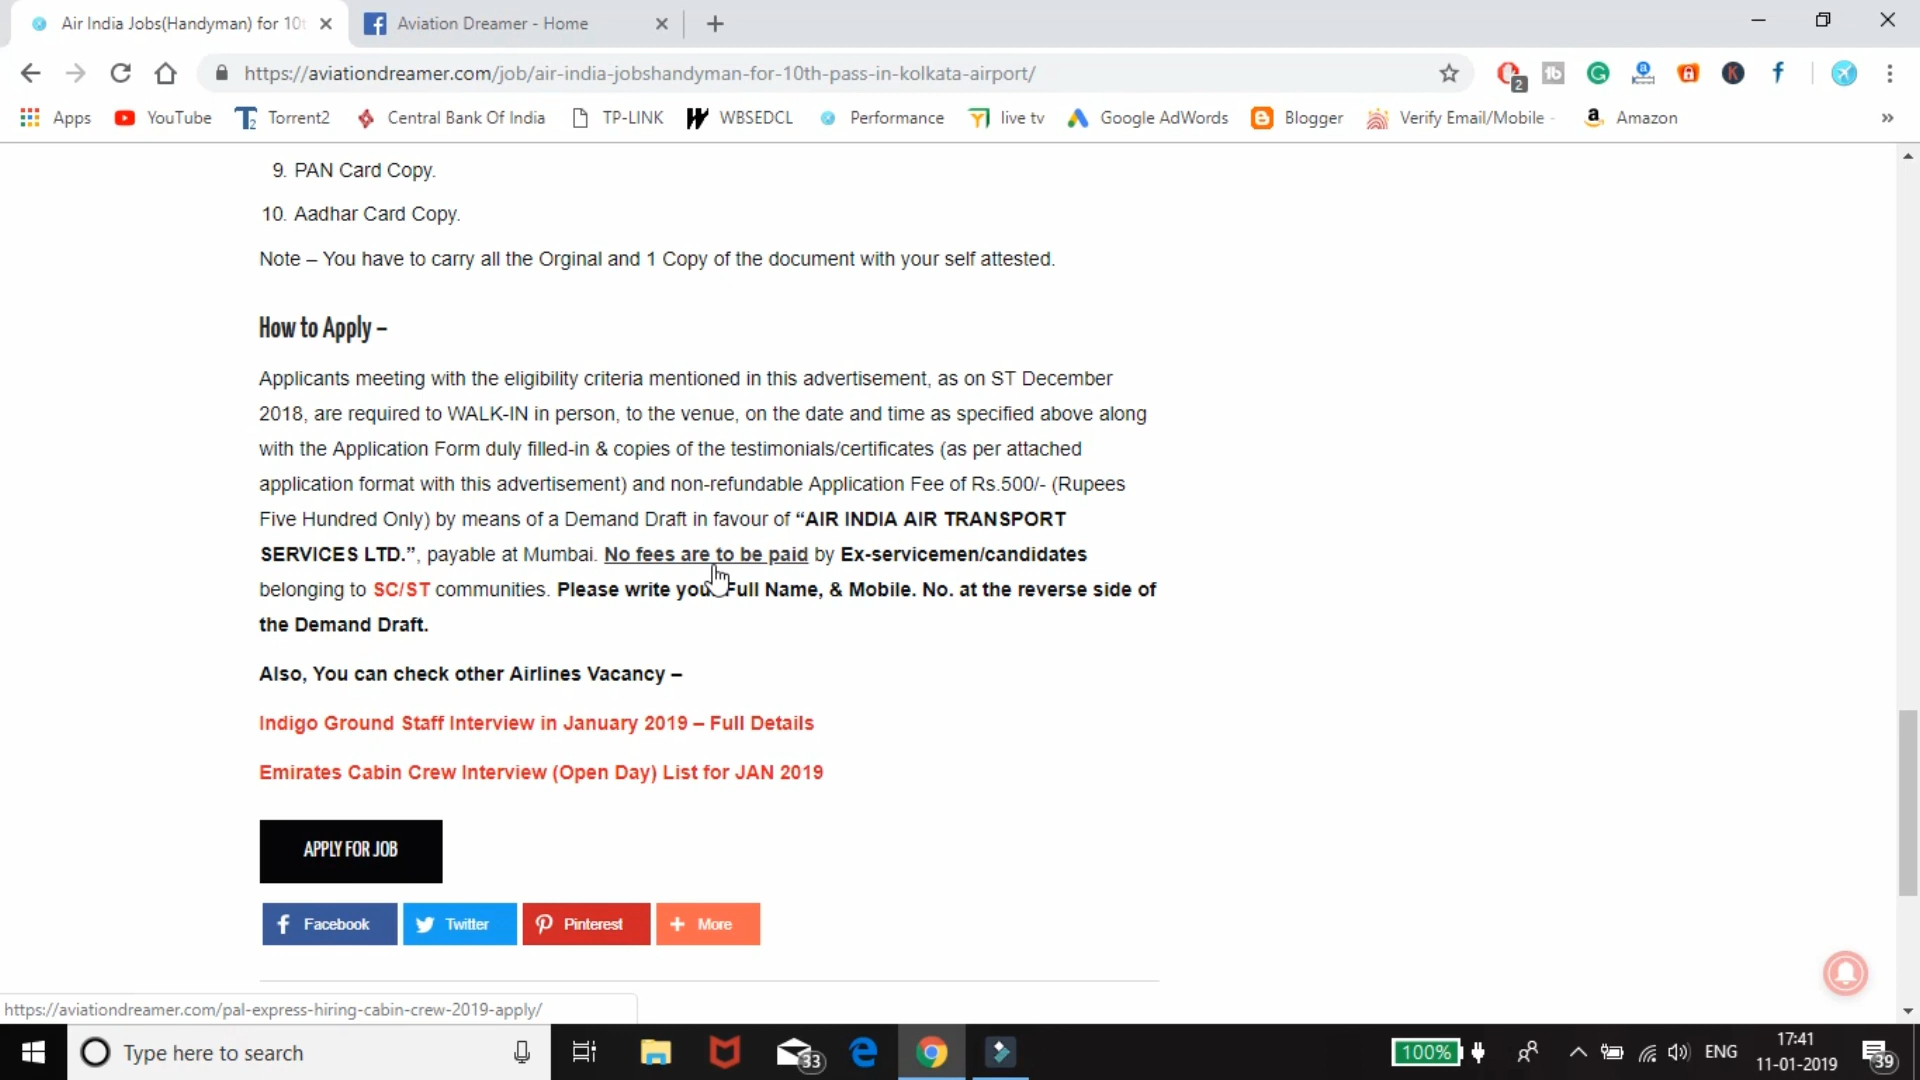 Air India Jobs(Handyman) for 10t
Aviation Dreamer - Home
https://aviationdreamer.com/job/air-india-jobshandyman-for-10th-pass-in-kolkata-airport/
2
Apps
YouTube
Torrent2
Central Bank Of India
TP-LINK
WBSEDCL
Performance
live tv
Google AdWords
Blogger
Verify Email/Mobile -
Amazon
»
9. PAN Card Copy.
10. Aadhar Card Copy.
Note – You have to carry all the Orginal and 1 Copy of the document with your self attested.
How to Apply –
Applicants meeting with the eligibility criteria mentioned in this advertisement, as on ST December
2018, are required to WALK-IN in person, to the venue, on the date and time as specified above along
with the Application Form duly filled-in & copies of the testimonials/certificates (as per attached
application format with this advertisement) and non-refundable Application Fee of Rs.500/- (Rupees
Five Hundred Only) by means of a Demand Draft in favour of “AIR INDIA AIR TRANSPORT
SERVICES LTD.”, payable at Mumbai. No fees are to be paid by Ex-servicemen/candidates
belonging to SC/ST communities. Please write your Full Name, & Mobile. No. at the reverse side of
the Demand Draft.
Also, You can check other Airlines Vacancy –
Indigo Ground Staff Interview in January 2019 – Full Details
Emirates Cabin Crew Interview (Open Day) List for JAN 2019
APPLY FOR JOB
Facebook
Twitter
Pinterest
More
https://aviationdreamer.com/pal-express-hiring-cabin-crew-2019-apply/
Type here to search
33
100%
ENG
17:41
11-01-2019
39